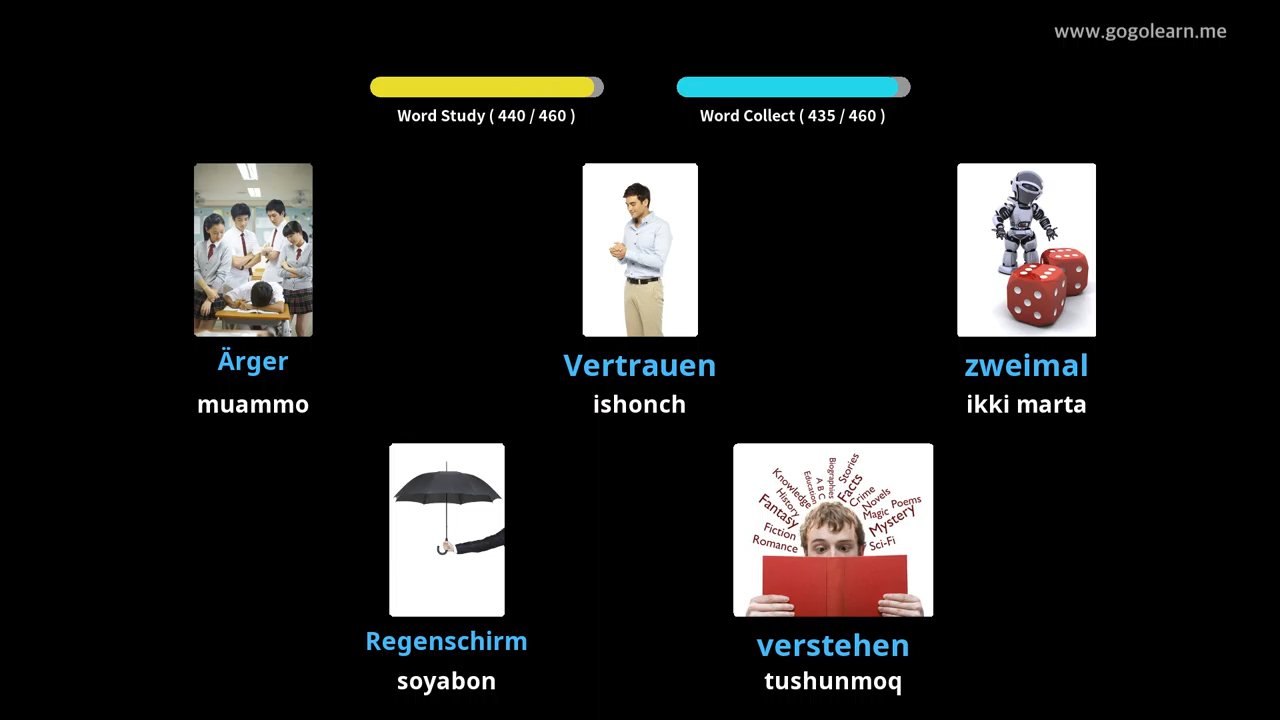 www.gogolearn.me
Word Study ( 440 / 460 )
Word Collect ( 435 / 460 )
Ärger
muammo
Vertrauen
ishonch
zweimal
ikki marta
Knowledge
History
Education
A B C
Biographies
Stories
Facts
Crime
Novels
Magic
Poems
Fantasy
Mystery
Fiction
Romance
Sci-Fi
Regenschirm
soyabon
verstehen
tushunmoq